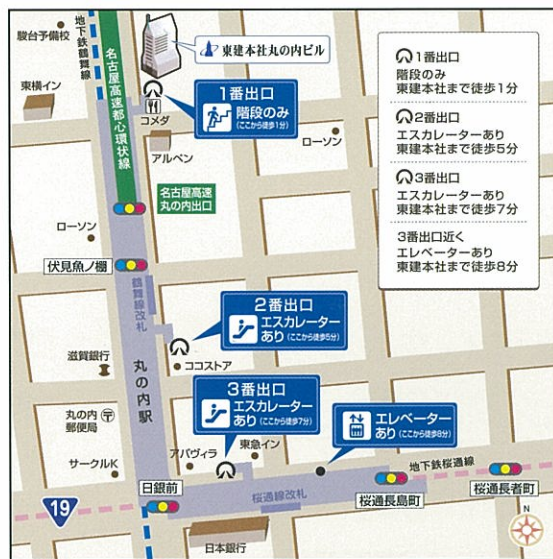 駿台予備校
地下鉄鶴舞線
東横イン
名古屋高速都心環状線
東建本社丸の内ビル
1番出口
階段のみ
(ここから徒歩1分)
コメダ
アルペン
ローソン
1番出口
階段のみ
東建本社まで徒歩1分
2番出口
エスカレーターあり
東建本社まで徒歩5分
3番出口
エスカレーターあり
東建本社まで徒歩7分
3番出口近く
エレベーターあり
東建本社まで徒歩8分
名古屋高速
丸の内出口
ローソン
伏見魚ノ棚
鶴舞線改札
2番出口
エスカレーター
あり(ここから徒歩5分)
ココストア
滋賀銀行
丸の内駅
3番出口
エスカレーター
あり(ここから徒歩7分)
エレベーター
あり(ここから徒歩8分)
丸の内
郵便局
サークルK
アパヴィラ
東急イン
地下鉄桜通線
19
日銀前
桜通線改札
桜通長島町
桜通長者町
日本銀行
N